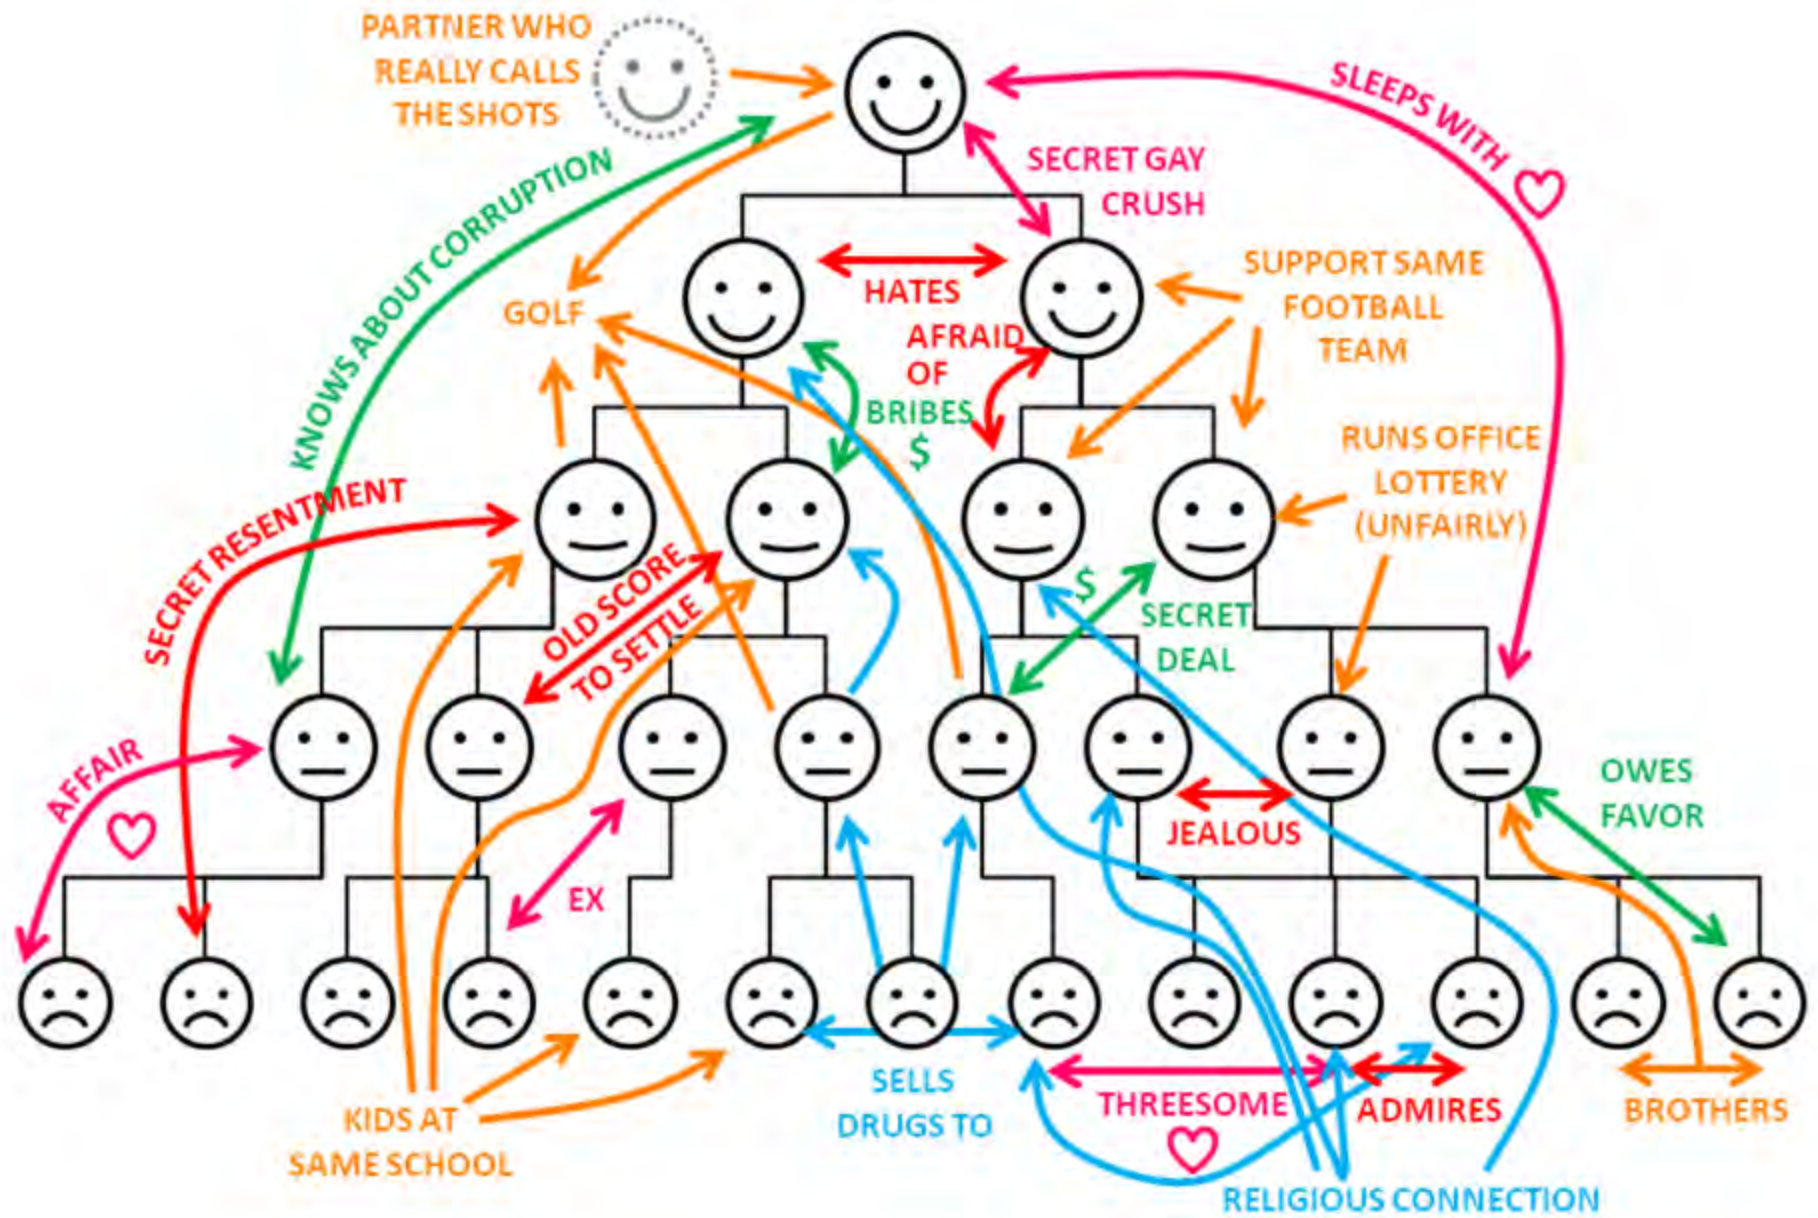 PARTNER WHO
REALLY CALLS
THE SHOTS
SLEEPS WITH
SECRET GAY
CRUSH
KNOWS ABOUT CORRUPTION
HATES
SUPPORT SAME
FOOTBALL
TEAM
GOLF
AFRAID
OF
BRIBES
$
RUNS OFFICE
LOTTERY
(UNFAIRLY)
SECRET RESENTMENT
OLD SCORE
TO SETTLE
$
SECRET
DEAL
AFFAIR
OWES
FAVOR
JEALOUS
EX
SELLS
DRUGS TO
THREESOME
ADMIRES
BROTHERS
KIDS AT
SAME SCHOOL
RELIGIOUS CONNECTION